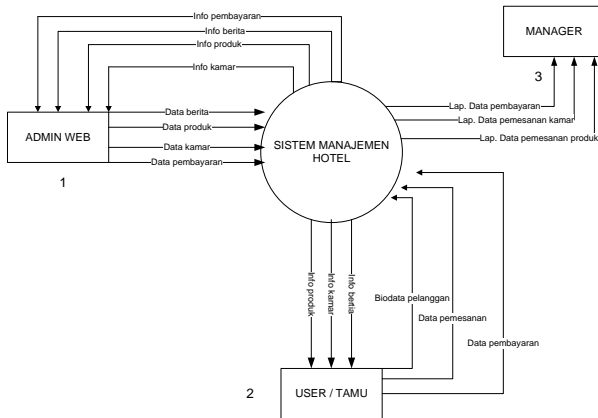 Info pembayaran
Info berita
Info produk
Info kamar
MANAGER
3
ADMIN WEB
1
Data berita
Data produk
Data kamar
Data pembayaran
SISTEM MANAJEMEN
HOTEL
Lap. Data pembayaran
Lap. Data pemesanan kamar
Lap. Data pemesanan produk
Info produk
Info kamar
Info bertia
Biodata pelanggan
Data pemesanan
Data pembayaran
2
USER / TAMU